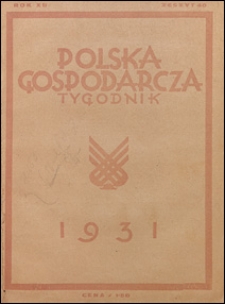 POLSKA
GOSPODARCZA
TYGODNIK
1931